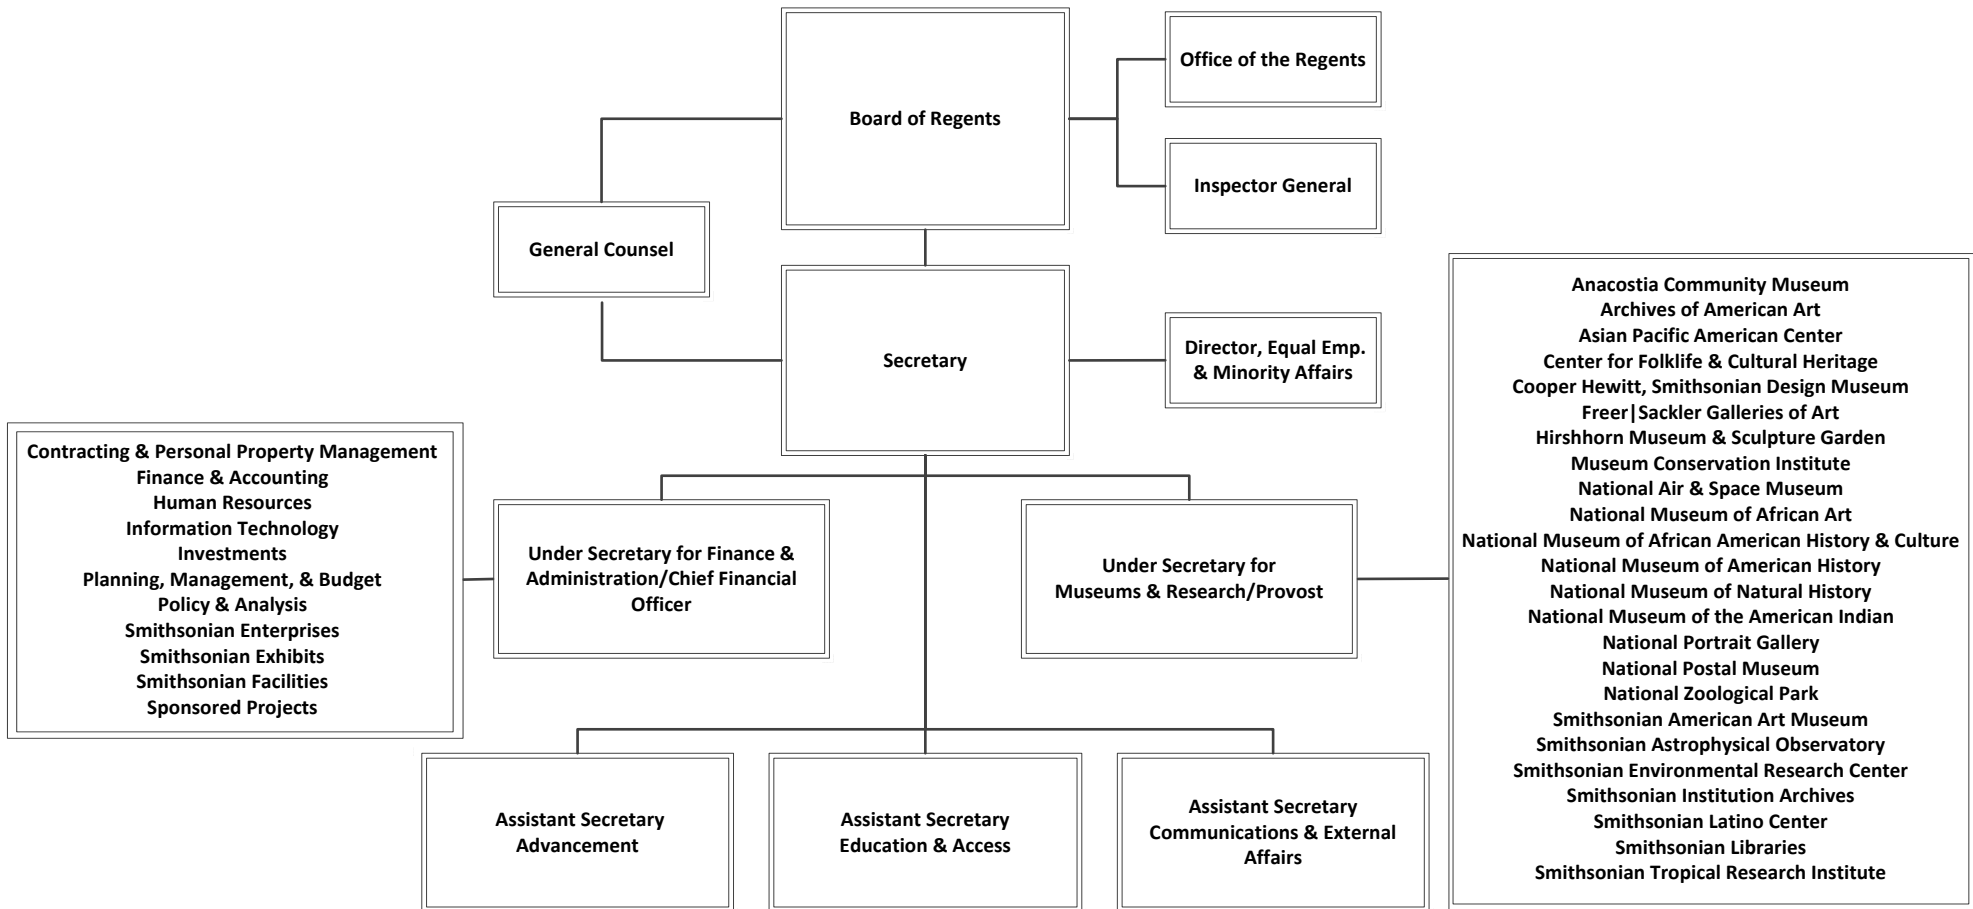 Board of Regents
Office of the Regents
Inspector General
General Counsel
Secretary
Director, Equal Emp.
& Minority Affairs
Contracting & Personal Property Management
Finance & Accounting
Human Resources
Information Technology
Investments
Planning, Management, & Budget
Policy & Analysis
Smithsonian Enterprises
Smithsonian Exhibits
Smithsonian Facilities
Sponsored Projects
Under Secretary for Finance &
Administration/Chief Financial
Officer
Under Secretary for
Museums & Research/Provost
Anacostia Community Museum
Archives of American Art
Asian Pacific American Center
Center for Folklife & Cultural Heritage
Cooper Hewitt, Smithsonian Design Museum
Freer|Sackler Galleries of Art
Hirshhorn Museum & Sculpture Garden
Museum Conservation Institute
National Air & Space Museum
National Museum of African Art
National Museum of African American History & Culture
National Museum of American History
National Museum of Natural History
National Museum of the American Indian
National Portrait Gallery
National Postal Museum
National Zoological Park
Smithsonian American Art Museum
Smithsonian Astrophysical Observatory
Smithsonian Environmental Research Center
Smithsonian Institution Archives
Smithsonian Latino Center
Smithsonian Libraries
Smithsonian Tropical Research Institute
Assistant Secretary
Advancement
Assistant Secretary
Education & Access
Assistant Secretary
Communications & External
Affairs